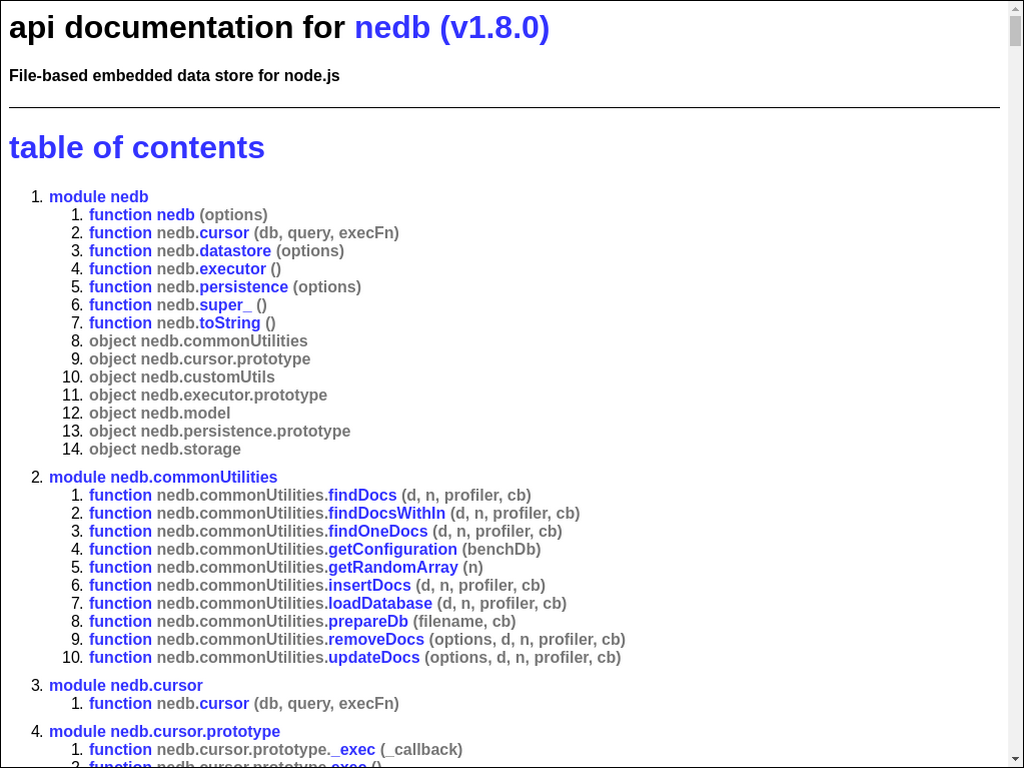 api documentation for nedb (v1.8.0)
File-based embedded data store for node.js
table of contents
1. module nedb
1. function nedb (options)
2. function nedb.cursor (db, query, execFn)
3. function nedb.datastore (options)
4. function nedb.executor ()
5. function nedb.persistence (options)
6. function nedb.super_ ()
7. function nedb.toString ()
8. object nedb.commonUtilities
9. object nedb.cursor.prototype
10. object nedb.customUtils
11. object nedb.executor.prototype
12. object nedb.model
13. object nedb.persistence.prototype
14. object nedb.storage
2. module nedb.commonUtilities
1. function nedb.commonUtilities.findDocs (d, n, profiler, cb)
2. function nedb.commonUtilities.findDocsWithIn (d, n, profiler, cb)
3. function nedb.commonUtilities.findOneDocs (d, n, profiler, cb)
4. function nedb.commonUtilities.getConfiguration (benchDb)
5. function nedb.commonUtilities.getRandomArray (n)
6. function nedb.commonUtilities.insertDocs (d, n, profiler, cb)
7. function nedb.commonUtilities.loadDatabase (d, n, profiler, cb)
8. function nedb.commonUtilities.prepareDb (filename, cb)
9. function nedb.commonUtilities.removeDocs (options, d, n, profiler, cb)
10. function nedb.commonUtilities.updateDocs (options, d, n, profiler, cb)
3. module nedb.cursor
1. function nedb.cursor (db, query, execFn)
4. module nedb.cursor.prototype
1. function nedb.cursor.prototype._exec (_callback)
2. function nedb.cursor.prototype.exec ()